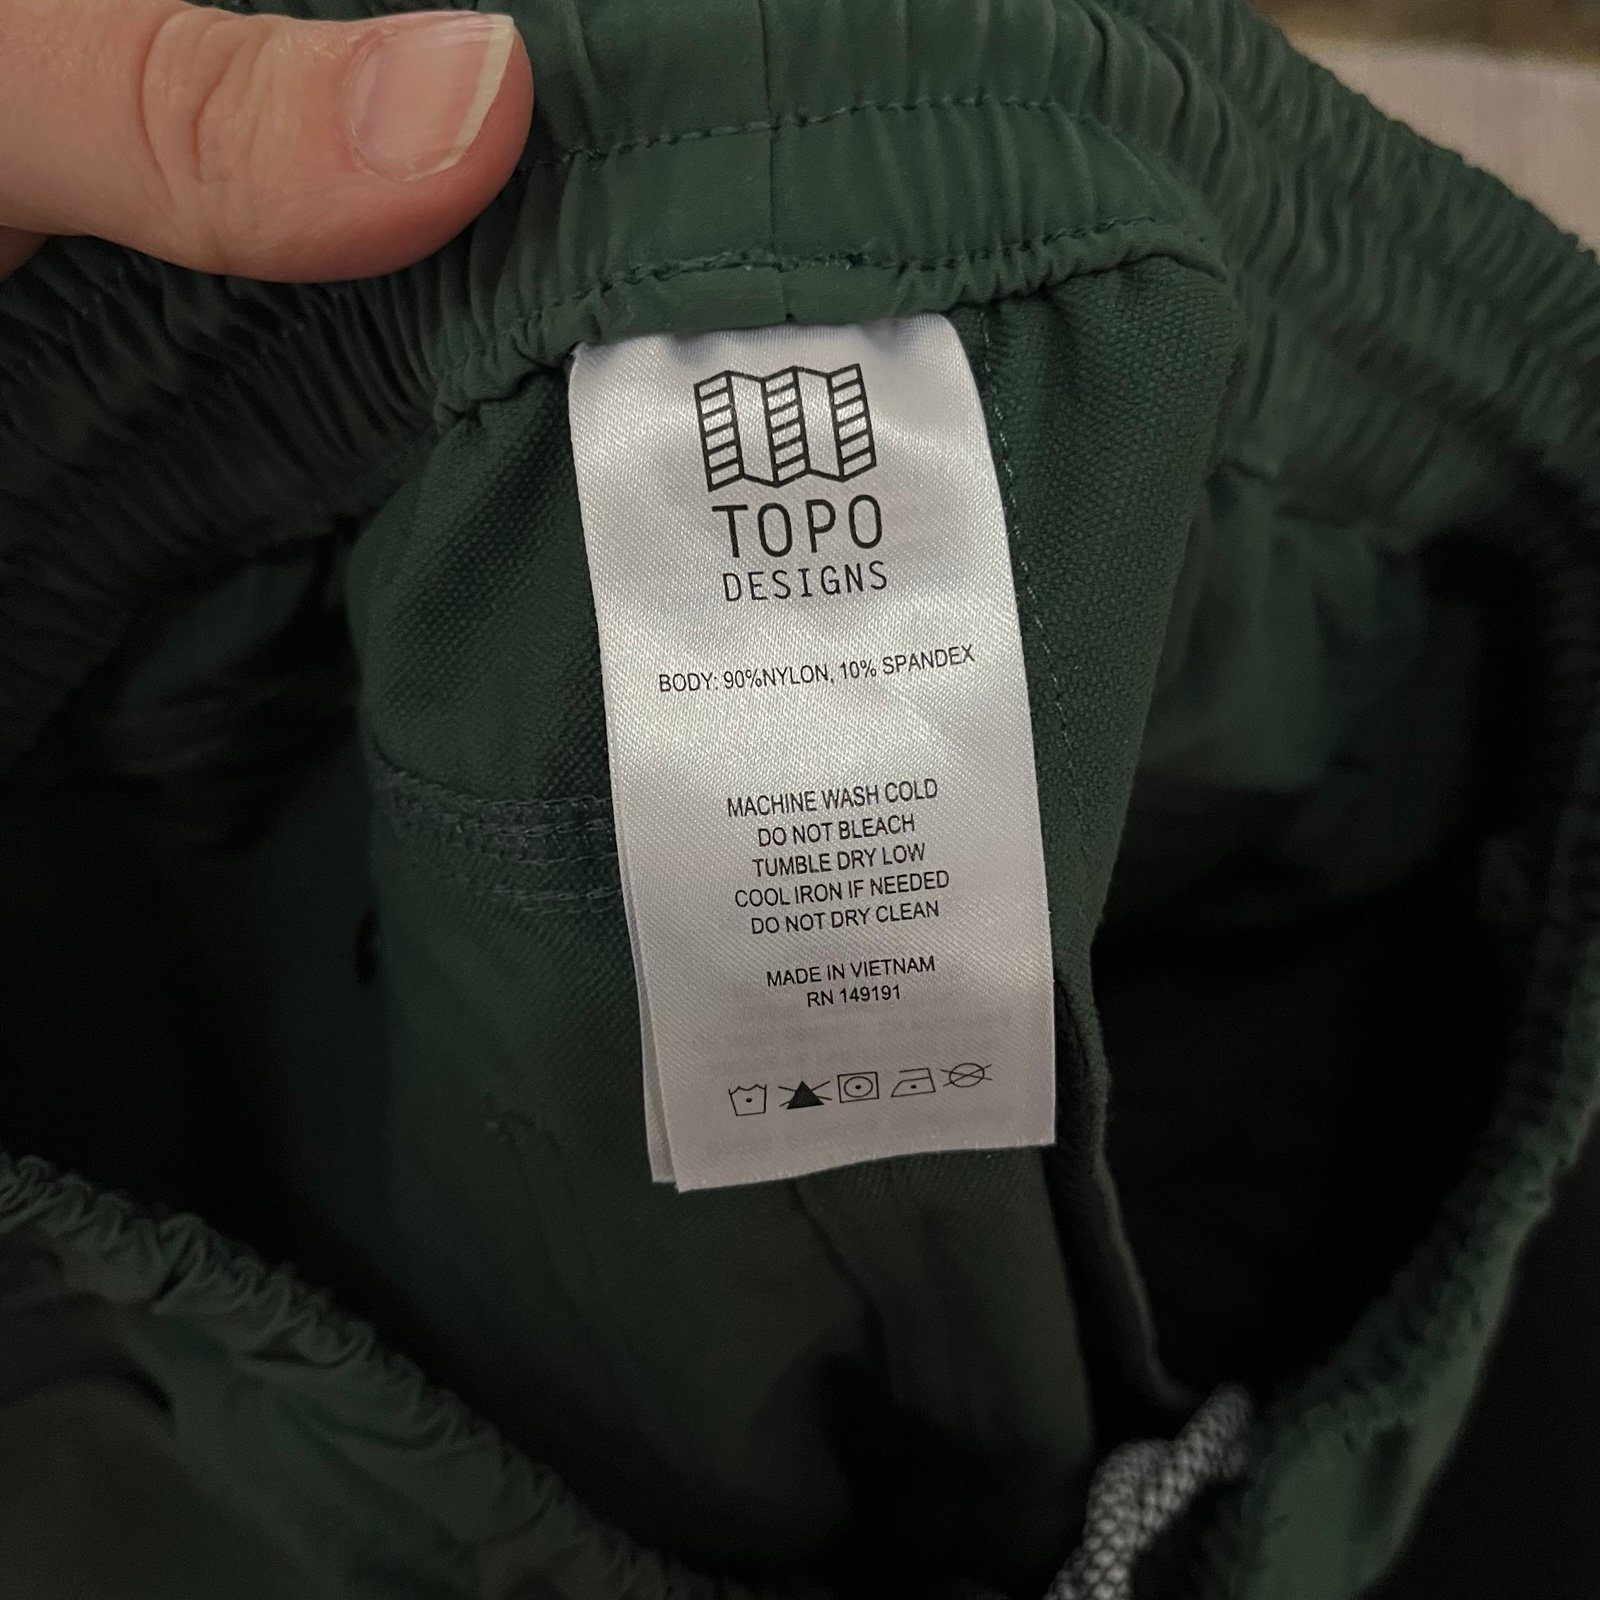 TOPO
DESIGNS
BODY: 90%NYLON, 10% SPANDEX
MACHINE WASH COLD
DO NOT BLEACH
TUMBLE DRY LOW
COOL IRON IF NEEDED
DO NOT DRY CLEAN
MADE IN VIETNAM
RN 149191